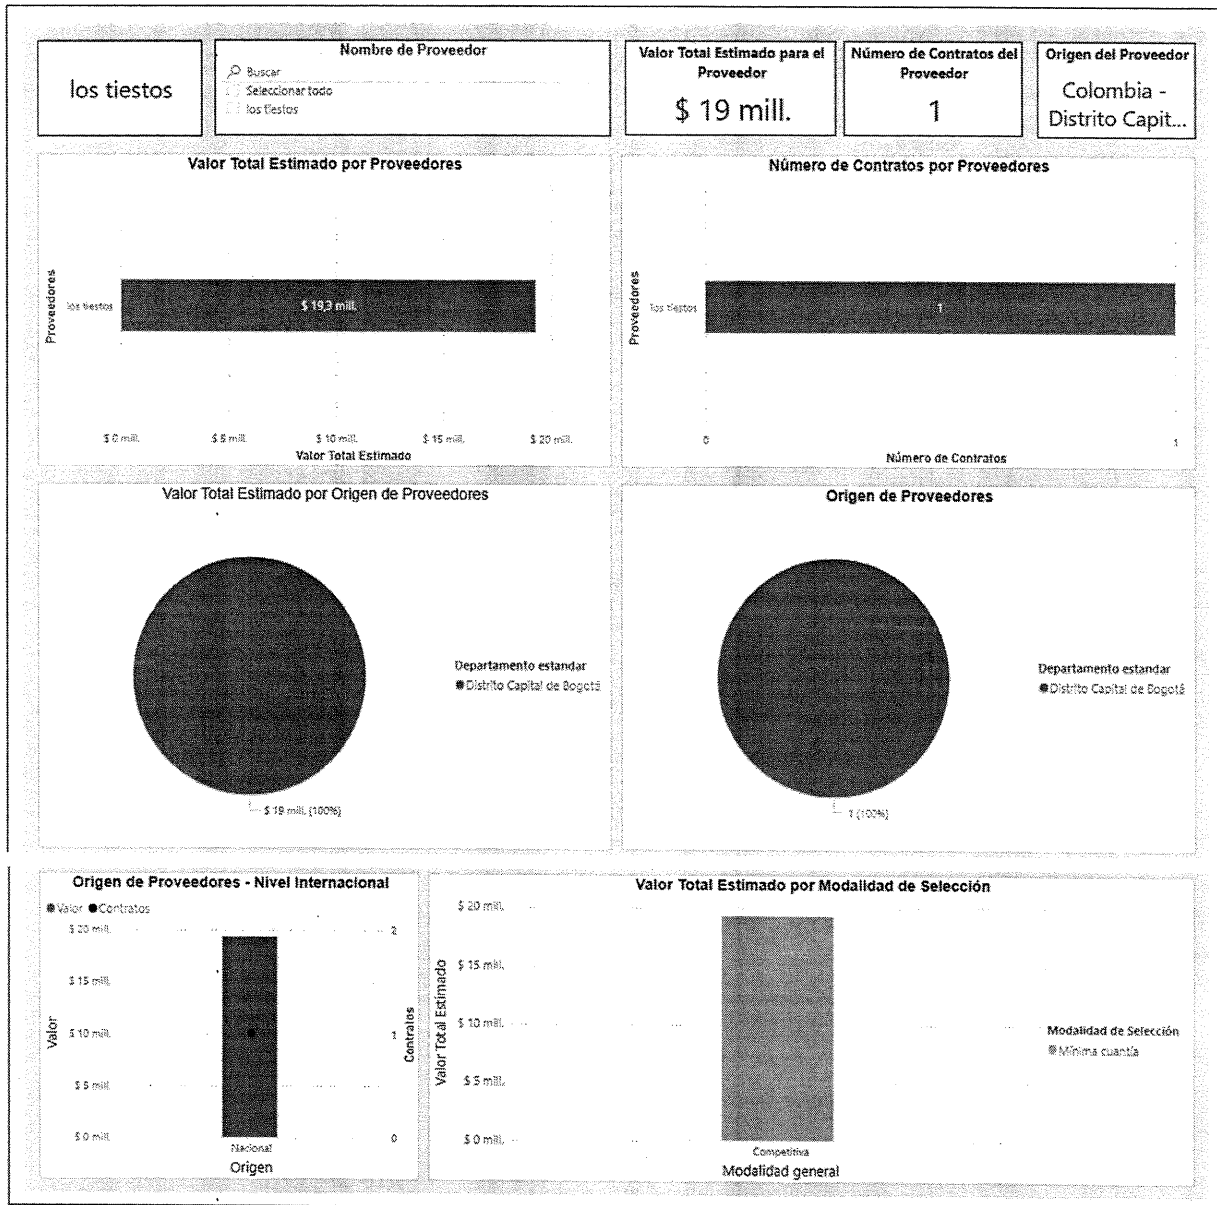 los tiestos
Nombre de Proveedor
Buscar
Seleccionar todo
los tiestos
Valor Total Estimado para el
Proveedor
$ 19 mill.
Número de Contratos del
Proveedor
1
Origen del Proveedor
Colombia -
Distrito Capit...
Valor Total Estimado por Proveedores
Proveedores
los tiestos
$ 19,3 mill.
$ 0 mill.
$ 5 mill.
$ 10 mill.
$ 15 mill.
$ 20 mill.
Valor Total Estimado
Número de Contratos por Proveedores
Proveedores
los tiestos
1
0
1
Número de Contratos
Valor Total Estimado por Origen de Proveedores
Departamento estandar
Distrito Capital de Bogotá
$ 19 mill. (100%)
Origen de Proveedores
Departamento estandar
Distrito Capital de Bogotá
1 (100%)
Origen de Proveedores - Nivel Internacional
Valor Contratos
$ 20 mill.
$ 15 mill.
$ 10 mill.
$ 5 mill.
$ 0 mill.
Valor
2
1
0
Contratos
Nacional
Origen
Valor Total Estimado por Modalidad de Selección
$ 20 mill.
$ 15 mill.
$ 10 mill.
$ 5 mill.
$ 0 mill.
Valor Total Estimado
Competitiva
Modalidad general
Modalidad de Selección
Mínima cuantía